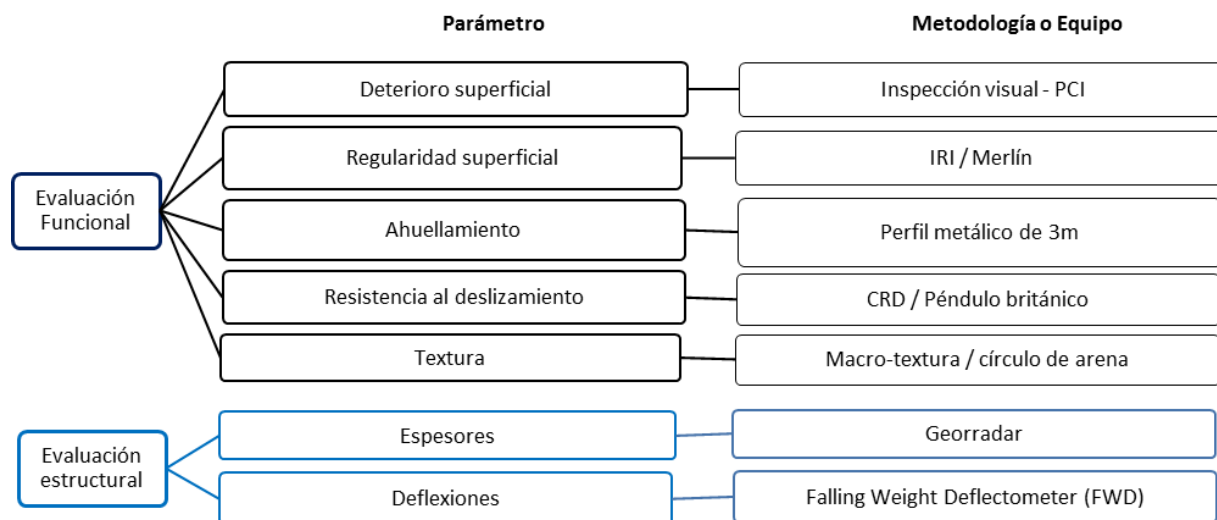 Parámetro
Metodología o Equipo
Deterioro superficial
Inspección visual - PCI
Regularidad superficial
IRI / Merlín
Evaluación
Funcional
Ahuellamiento
Perfil metálico de 3m
Resistencia al deslizamiento
CRD / Péndulo británico
Textura
Macro-textura / círculo de arena
Evaluación
estructural
Espesores
Georradar
Deflexiones
Falling Weight Deflectometer (FWD)